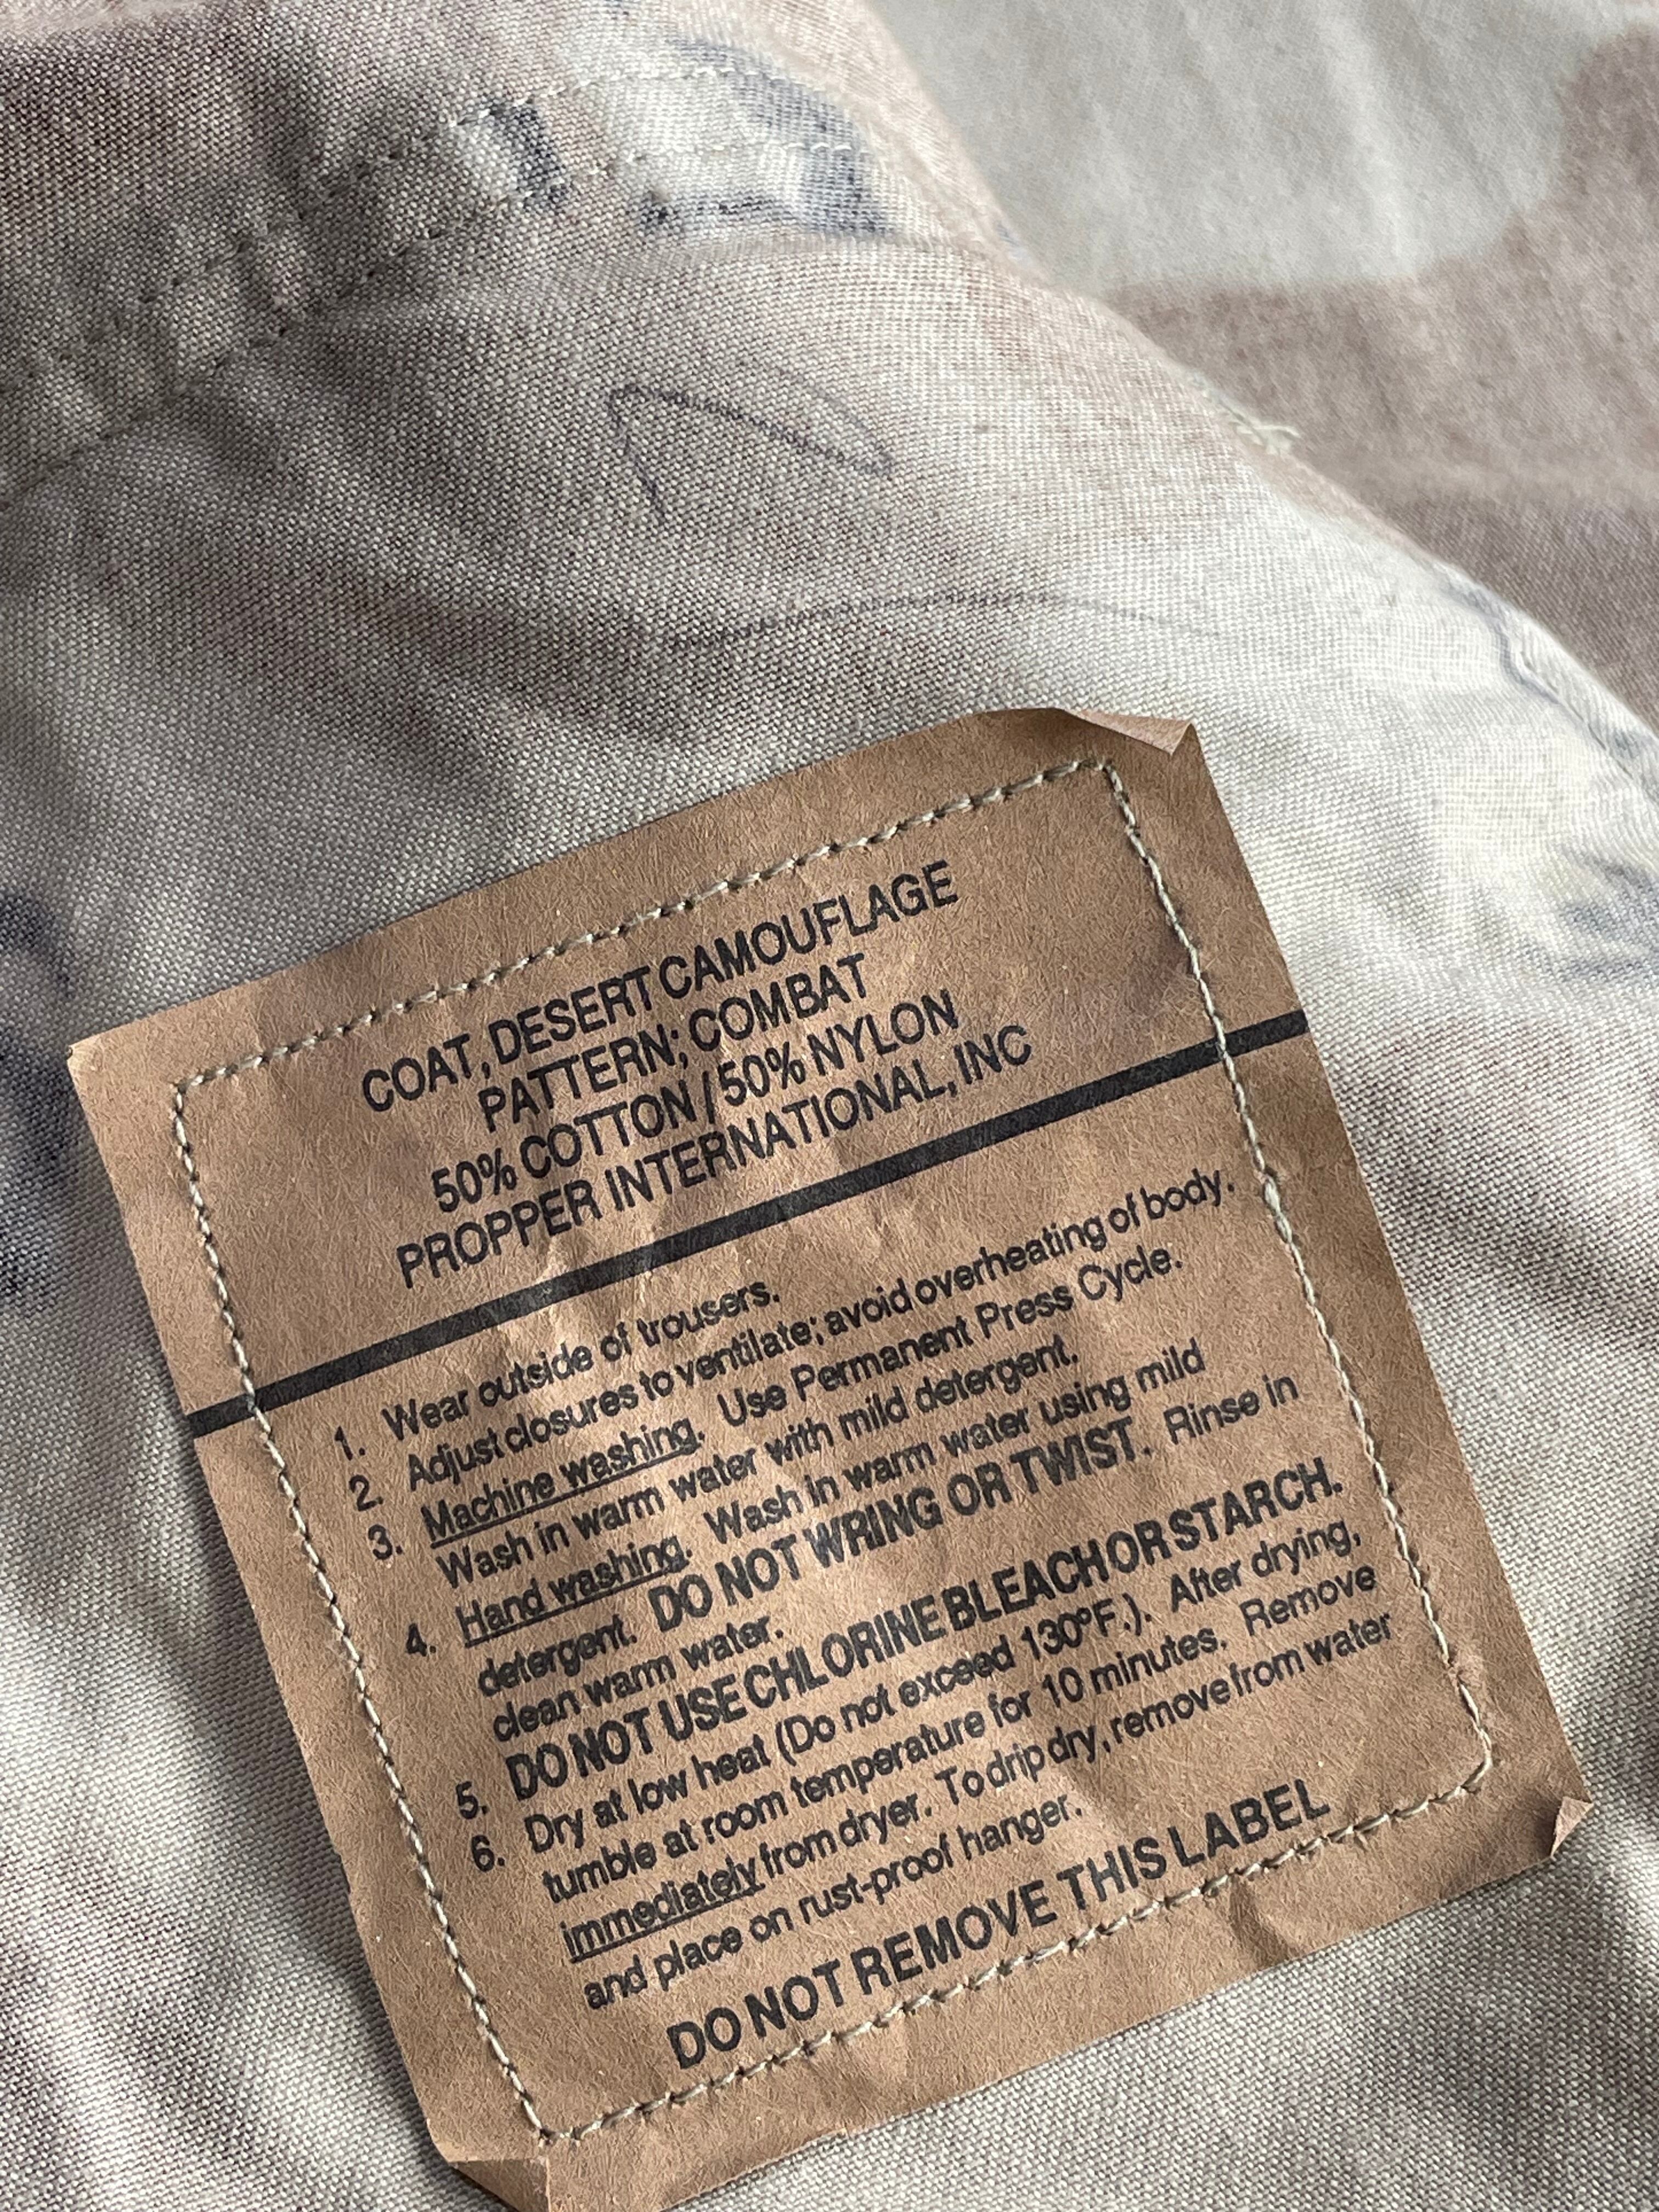 COAT, DESERT CAMOUFLAGE
PATTERN; COMBAT
50% COTTON / 50% NYLON
PROPPER INTERNATIONAL, INC
1. Wear outside of trousers.
2. Adjust closures to ventilate; avoid overheating of body.
3. Machine washing. Use Permanent Press Cycle.
Wash in warm water with mild detergent.
4. Hand washing. Wash in warm water using mild
detergent. DO NOT WRING OR TWIST. Rinse in
clean warm water.
5. DO NOT USE CHLORINE BLEACH OR STARCH.
6. Dry at low heat (Do not exceed 130°F.). After drying,
tumble at room temperature for 10 minutes. Remove
immediately from dryer. To drip dry, remove from water
and place on rust-proof hanger.
DO NOT REMOVE THIS LABEL